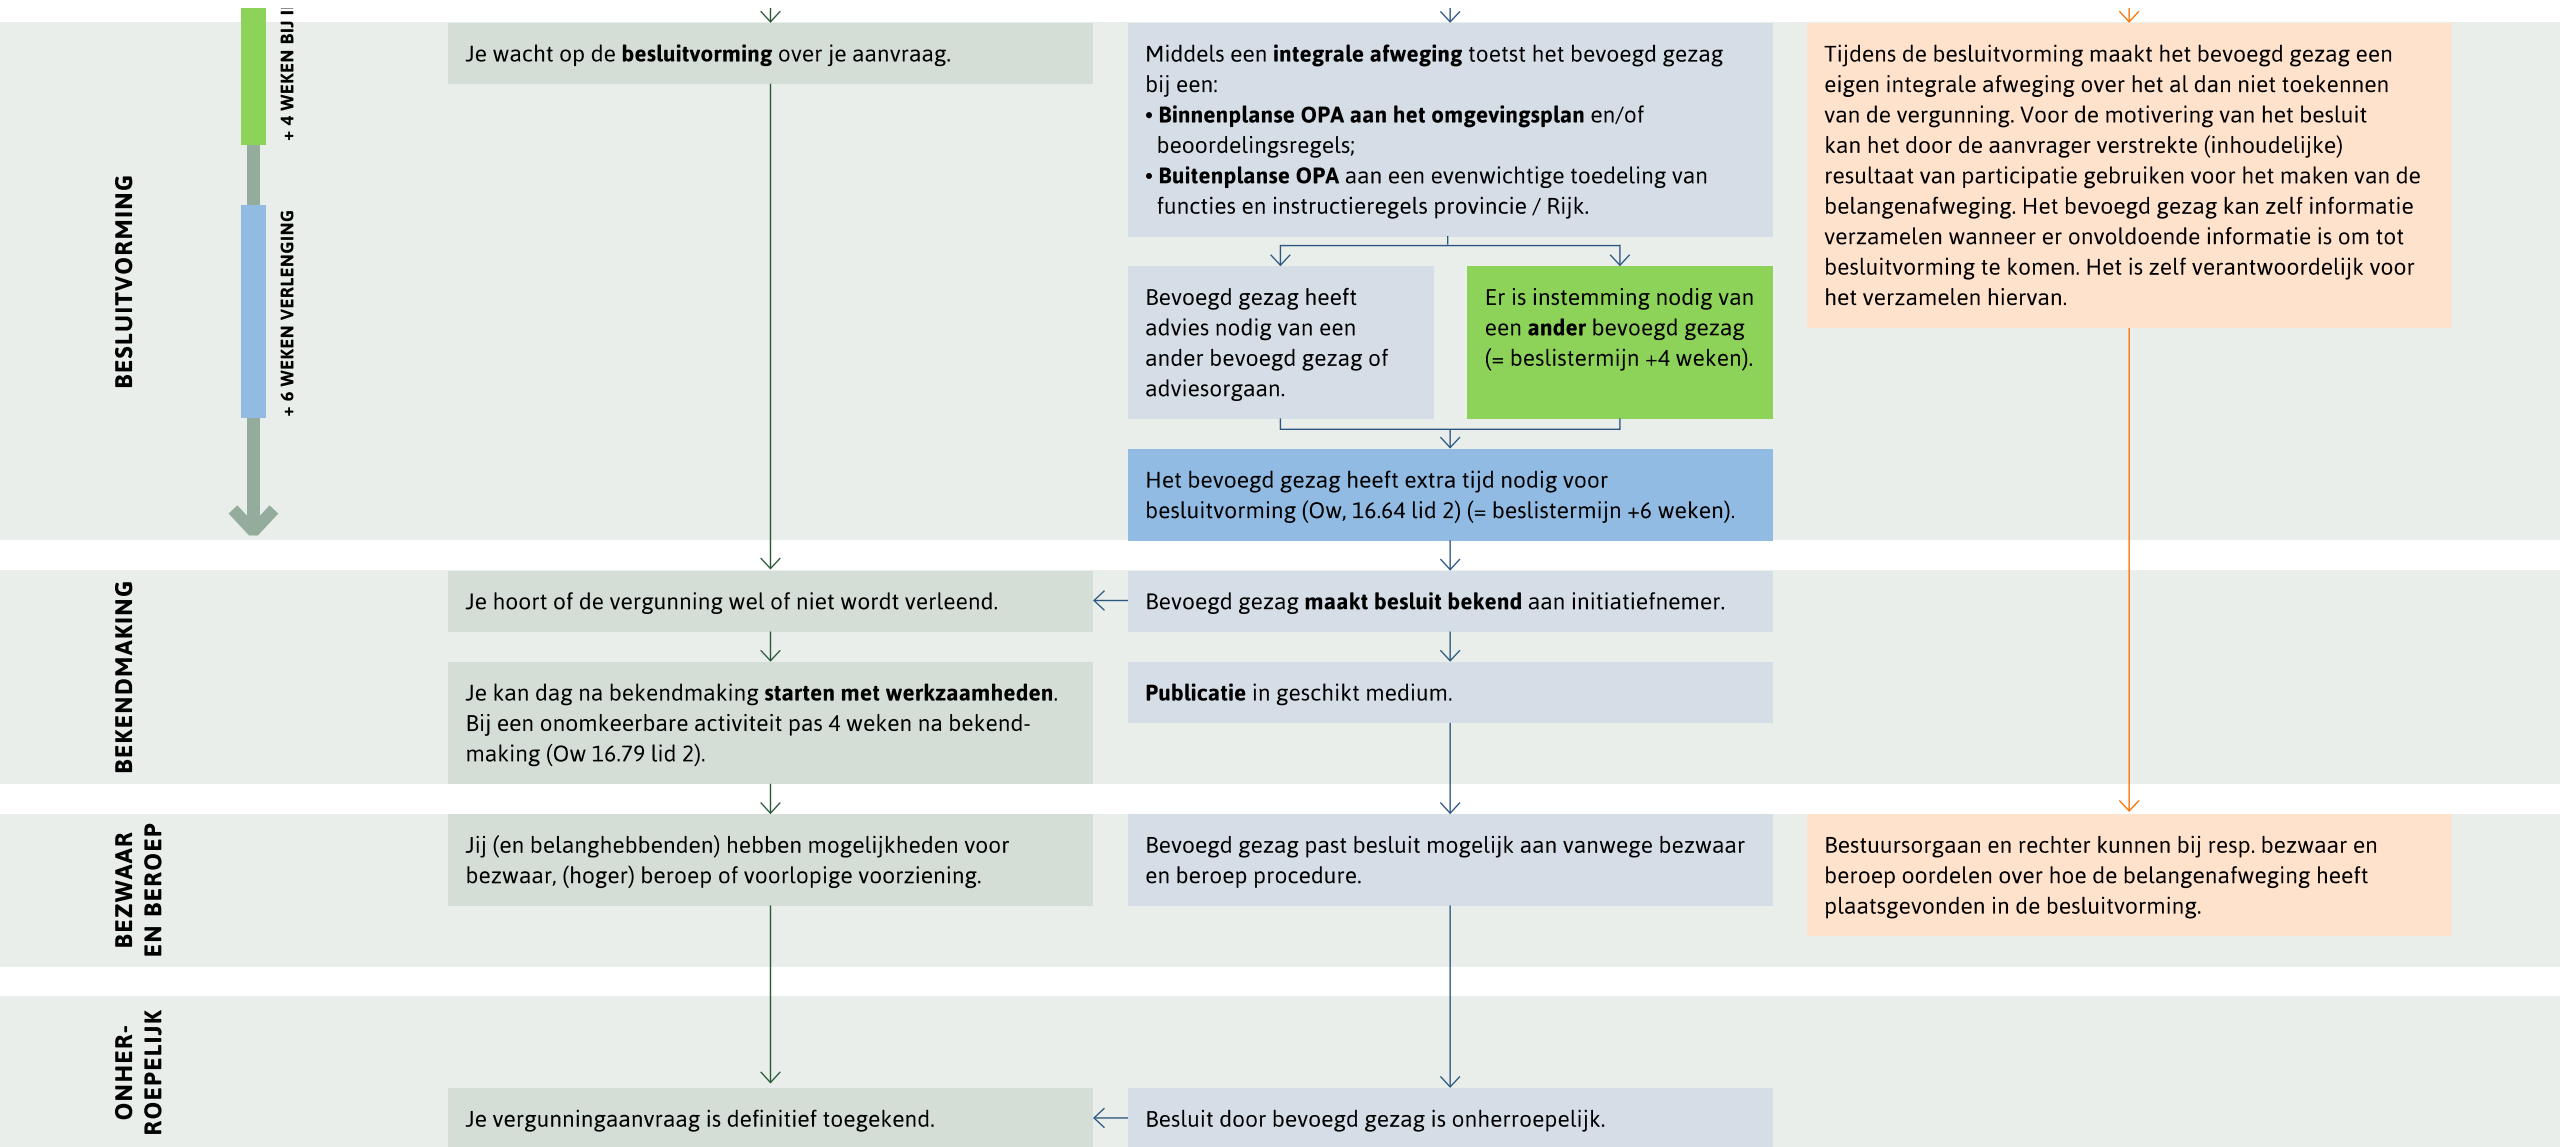 + 4 WEKEN BIJ
BESLUITVORMING
+ 6 WEKEN VERLENGING
Je wacht op de besluitvorming over je aanvraag.
Middels een integrale afweging toetst het bevoegd gezag
bij een:
• Binnenplanse OPA aan het omgevingsplan en/of
beoordelingsregels;
• Buitenplanse OPA aan een evenwichtige toedeling van
functies en instructieregels provincie / Rijk.
Bevoegd gezag heeft
advies nodig van een
ander bevoegd gezag of
adviesorgaan.
Er is instemming nodig van
een ander bevoegd gezag
(= beslistermijn +4 weken).
Het bevoegd gezag heeft extra tijd nodig voor
besluitvorming (Ow, 16.64 lid 2) (= beslistermijn +6 weken).
Tijdens de besluitvorming maakt het bevoegd gezag een
eigen integrale afweging over het al dan niet toekennen
van de vergunning. Voor de motivering van het besluit
kan het door de aanvrager verstrekte (inhoudelijke)
resultaat van participatie gebruiken voor het maken van de
belangenafweging. Het bevoegd gezag kan zelf informatie
verzamelen wanneer er onvoldoende informatie is om tot
besluitvorming te komen. Het is zelf verantwoordelijk voor
het verzamelen hiervan.
BEKENDMAKING
Je hoort of de vergunning wel of niet wordt verleend.
Bevoegd gezag maakt besluit bekend aan initiatiefnemer.
Je kan dag na bekendmaking starten met werkzaamheden.
Bij een onomkeerbare activiteit pas 4 weken na bekend-
making (Ow 16.79 lid 2).
Publicatie in geschikt medium.
BEZWAAR
EN BEROEP
Jij (en belanghebbenden) hebben mogelijkheden voor
bezwaar, (hoger) beroep of voorlopige voorziening.
Bevoegd gezag past besluit mogelijk aan vanwege bezwaar
en beroep procedure.
Bestuursorgaan en rechter kunnen bij resp. bezwaar en
beroep oordelen over hoe de belangenafweging heeft
plaatsgevonden in de besluitvorming.
ONHER-
ROEPELIJK
Je vergunningaanvraag is definitief toegekend.
Besluit door bevoegd gezag is onherroepelijk.